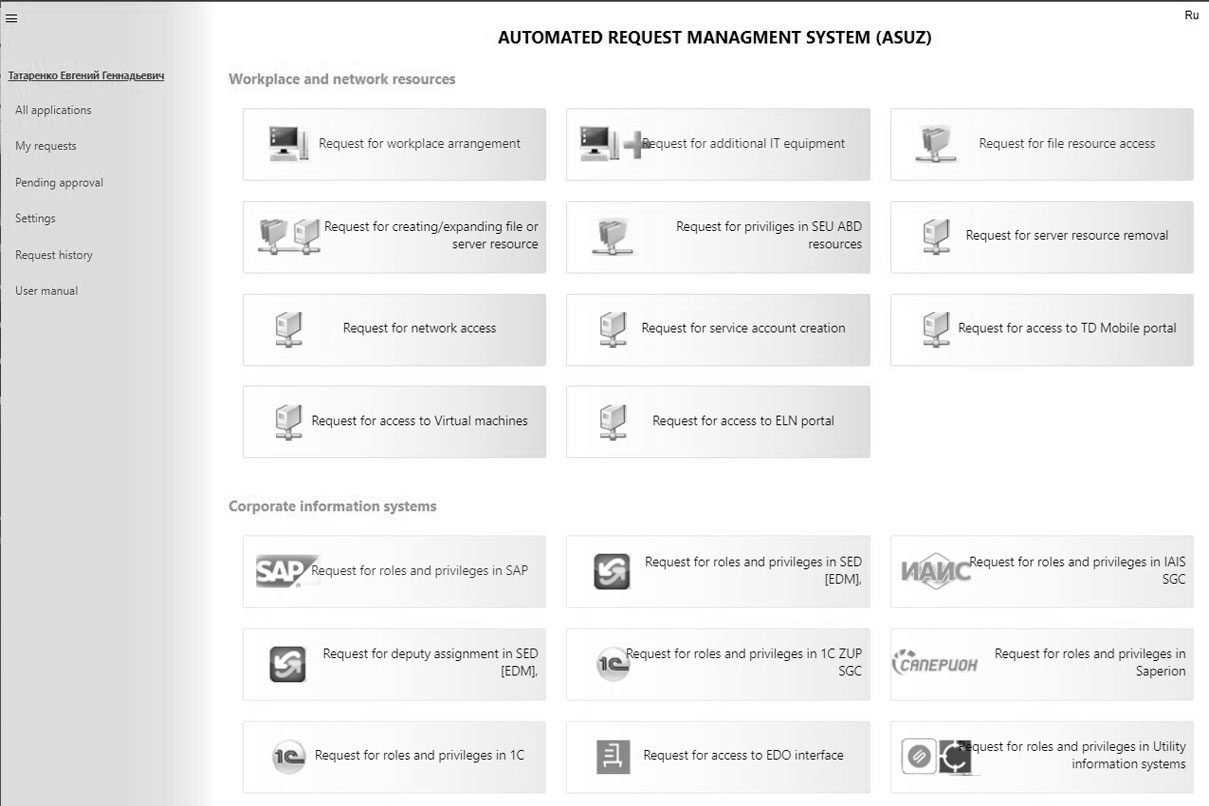 Ru
AUTOMATED REQUEST MANAGMENT SYSTEM (ASUZ)
Татаренко Евгений Геннадьевич
All applications
My requests
Pending approval
Settings
Request history
User manual
Workplace and network resources
Request for workplace arrangement
Request for additional IT equipment
Request for file resource access
Request for creating/expanding file or
server resource
Request for priviliges in SEU ABD
resources
Request for server resource removal
Request for network access
Request for service account creation
Request for access to TD Mobile portal
Request for access to Virtual machines
Request for access to ELN portal
Corporate information systems
SAP
Request for roles and privileges in SAP
Request for roles and privileges in SED
[EDM],
ИАИС
Request for roles and privileges in IAIS
SGC
Request for deputy assignment in SED
[EDM],
1С
Request for roles and privileges in 1C ZUP
SGC
САПЕРИОН
Request for roles and privileges in
Saperion
1С
Request for roles and privileges in 1C
Request for access to EDO interface
Request for roles and privileges in Utility
information systems